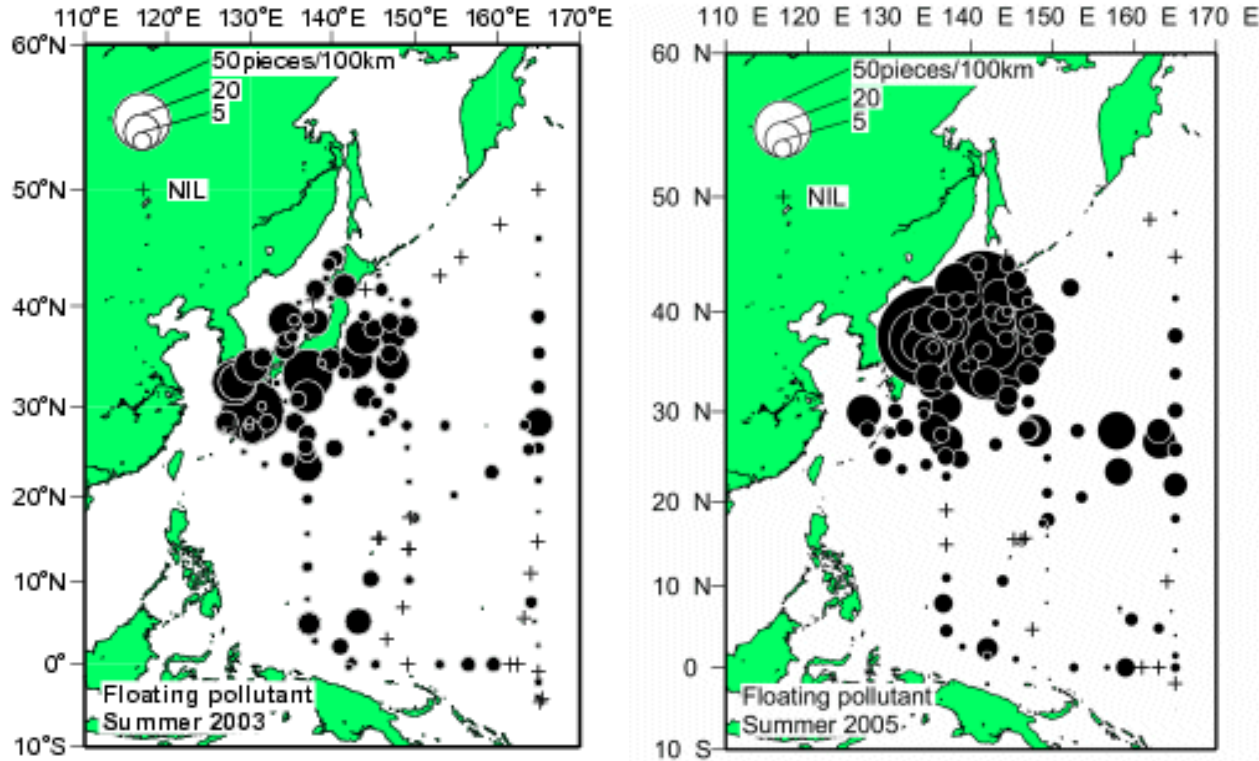 110°E 120°E 130°E 140°E 150°E 160°E 170°E
60°N
50pieces/100km
20
5
50°N
NIL
40°N
30°N
20°N
10°N
0°
Floating pollutant
Summer 2003
10°S
110 E 120 E 130 E 140 E 150 E 160 E 170 E
60 N
50pieces/100km
20
5
50 N
NIL
40 N
30 N
20 N
10 N
0
Floating pollutant
Summer 2005
10 S